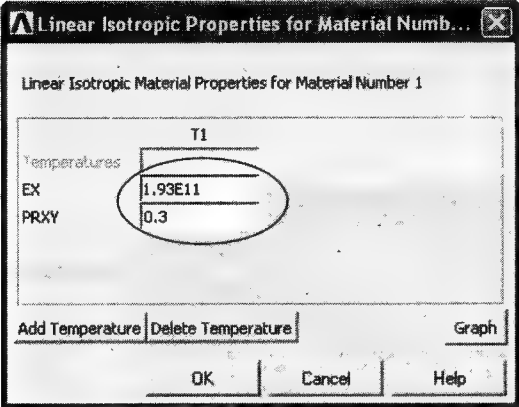 Linear Isotropic Properties for Material Numb...
Linear Isotropic Material Properties for Material Number 1
T1
Temperatures
EX 1.93E11
PRXY 0.3
Add Temperature Delete Temperature Graph
OK Cancel Help